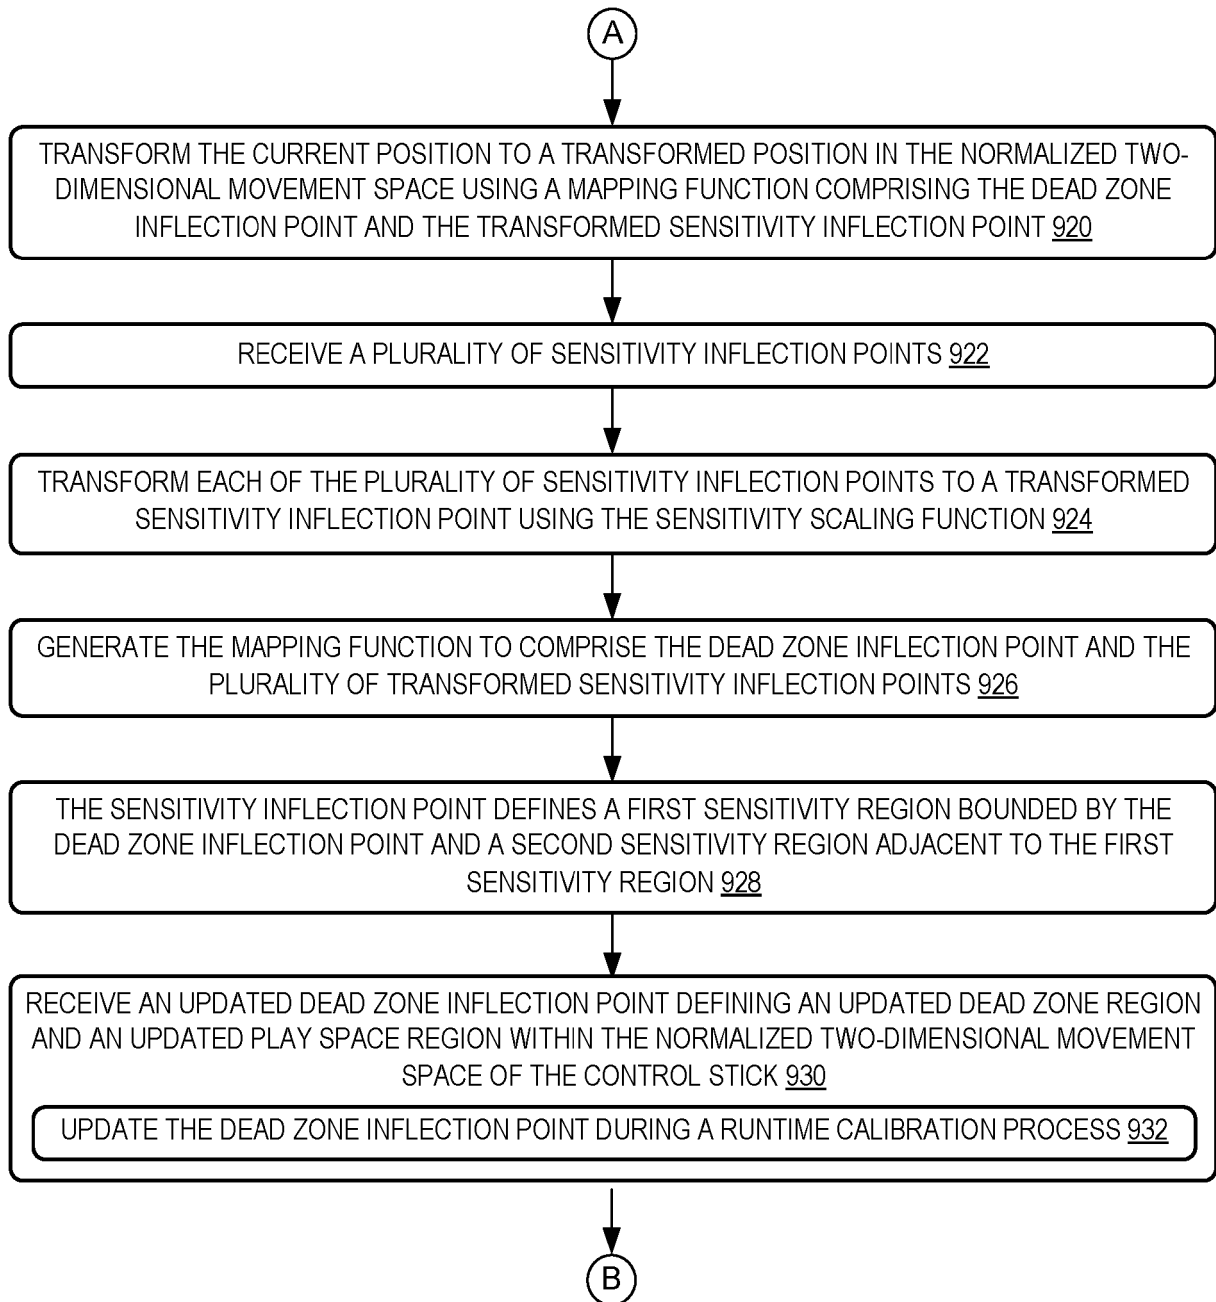 A
TRANSFORM THE CURRENT POSITION TO A TRANSFORMED POSITION IN THE NORMALIZED TWO-
DIMENSIONAL MOVEMENT SPACE USING A MAPPING FUNCTION COMPRISING THE DEAD ZONE
INFLECTION POINT AND THE TRANSFORMED SENSITIVITY INFLECTION POINT 920
RECEIVE A PLURALITY OF SENSITIVITY INFLECTION POINTS 922
TRANSFORM EACH OF THE PLURALITY OF SENSITIVITY INFLECTION POINTS TO A TRANSFORMED
SENSITIVITY INFLECTION POINT USING THE SENSITIVITY SCALING FUNCTION 924
GENERATE THE MAPPING FUNCTION TO COMPRISE THE DEAD ZONE INFLECTION POINT AND THE
PLURALITY OF TRANSFORMED SENSITIVITY INFLECTION POINTS 926
THE SENSITIVITY INFLECTION POINT DEFINES A FIRST SENSITIVITY REGION BOUNDED BY THE
DEAD ZONE INFLECTION POINT AND A SECOND SENSITIVITY REGION ADJACENT TO THE FIRST
SENSITIVITY REGION 928
RECEIVE AN UPDATED DEAD ZONE INFLECTION POINT DEFINING AN UPDATED DEAD ZONE REGION
AND AN UPDATED PLAY SPACE REGION WITHIN THE NORMALIZED TWO-DIMENSIONAL MOVEMENT
SPACE OF THE CONTROL STICK 930
UPDATE THE DEAD ZONE INFLECTION POINT DURING A RUNTIME CALIBRATION PROCESS 932
B